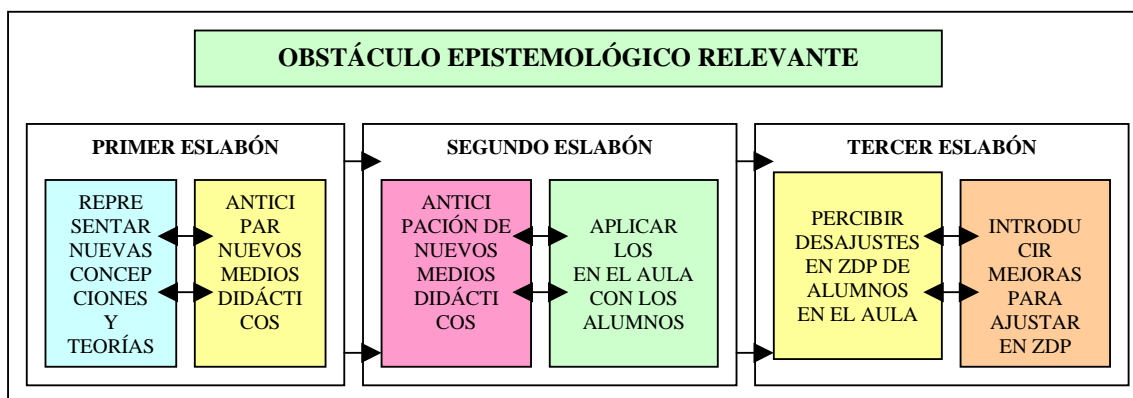 OBSTÁCULO EPISTEMOLÓGICO RELEVANTE
PRIMER ESLABÓN
REPRE
SENTAR
NUEVAS
CONCEP
CIONES
Y
TEORÍAS
ANTICI
PAR
NUEVOS
MEDIOS
DIDÁCTI
COS
SEGUNDO ESLABÓN
ANTICI
PACIÓN DE
NUEVOS
MEDIOS
DIDÁCTI
COS
APLICAR
LOS
EN EL AULA
CON LOS
ALUMNOS
TERCER ESLABÓN
PERCIBIR
DESAJUSTES
EN ZDP DE
ALUMNOS
EN EL AULA
INTRODU
CIR
MEJORAS
PARA
AJUSTAR
EN ZDP